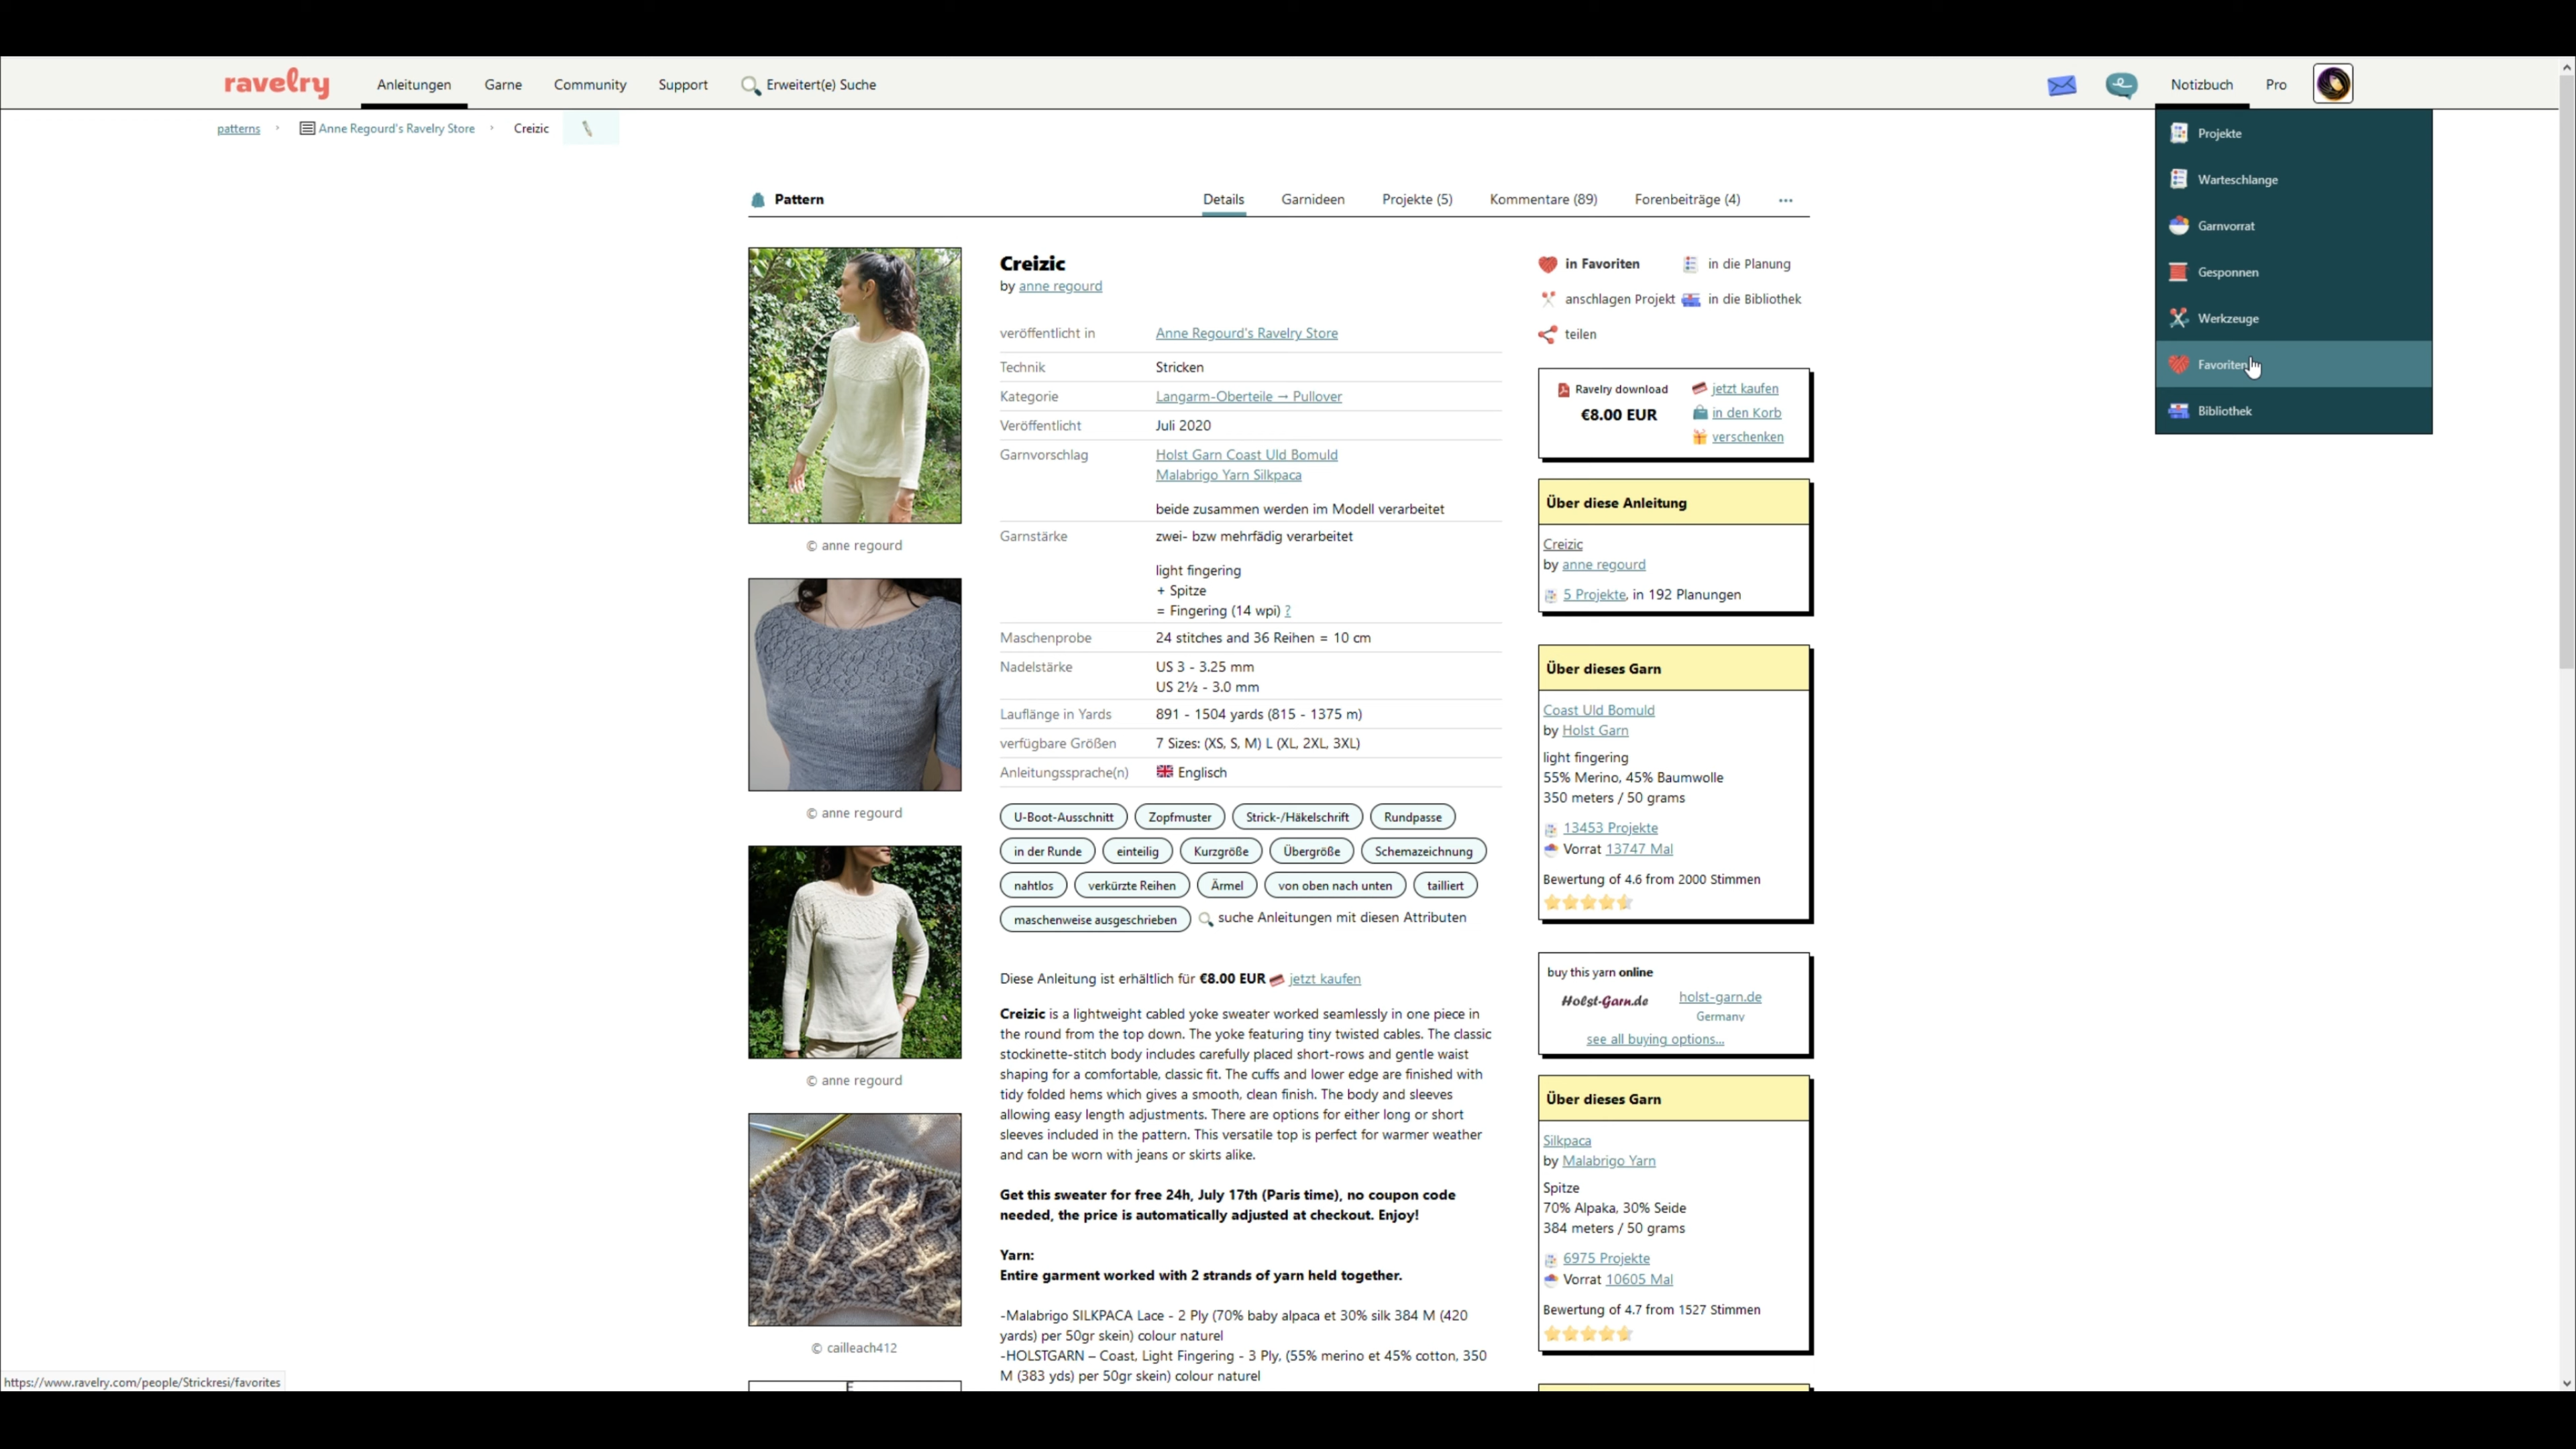 ravelry
Anleitungen
Garne
Community
Support
Erweitert(e) Suche
Notizbuch
Pro
patterns
Anne Regourd's Ravelry Store
Creizic
Projekte
Warteschlange
Garnvorrat
Gesponnen
Werkzeuge
Favoriten
Bibliothek
Pattern
Details
Garnideen
Projekte (5)
Kommentare (89)
Forenbeiträge (4)
© anne regourd
© anne regourd
© anne regourd
© cailleach412
Creizic
by anne regourd
veröffentlicht in Anne Regourd's Ravelry Store
Technik Stricken
Kategorie Langarm-Oberteile → Pullover
Veröffentlicht Juli 2020
Garnvorschlag Holst Garn Coast Uld Bomuld
Malabrigo Yarn Silkpaca
beide zusammen werden im Modell verarbeitet
Garnstärke zwei- bzw mehrfädig verarbeitet
light fingering
+ Spitze
= Fingering (14 wpi) ?
Maschenprobe 24 stitches and 36 Reihen = 10 cm
Nadelstärke US 3 - 3.25 mm
US 2½ - 3.0 mm
Lauflänge in Yards 891 - 1504 yards (815 - 1375 m)
verfügbare Größen 7 Sizes: (XS, S, M) L (XL, 2XL, 3XL)
Anleitungssprache(n) Englisch
U-Boot-Ausschnitt Zopfmuster Strick-/Häkelschrift Rundpasse
in der Runde einteilig Kurzgröße Übergröße Schemazeichnung
nahtlos verkürzte Reihen Ärmel von oben nach unten tailliert
maschenweise ausgeschrieben suche Anleitungen mit diesen Attributen
Diese Anleitung ist erhältlich für €8.00 EUR jetzt kaufen
Creizic is a lightweight cabled yoke sweater worked seamlessly in one piece in
the round from the top down. The yoke featuring tiny twisted cables. The classic
stockinette-stitch body includes carefully placed short-rows and gentle waist
shaping for a comfortable, classic fit. The cuffs and lower edge are finished with
tidy folded hems which gives a smooth, clean finish. The body and sleeves
allowing easy length adjustments. There are options for either long or short
sleeves included in the pattern. This versatile top is perfect for warmer weather
and can be worn with jeans or skirts alike.
Get this sweater for free 24h, July 17th (Paris time), no coupon code
needed, the price is automatically adjusted at checkout. Enjoy!
Yarn:
Entire garment worked with 2 strands of yarn held together.
-Malabrigo SILKPACA Lace - 2 Ply (70% baby alpaca et 30% silk 384 M (420
yards) per 50gr skein) colour naturel
-HOLSTGARN – Coast, Light Fingering - 3 Ply, (55% merino et 45% cotton, 350
M (383 yds) per 50gr skein) colour naturel
in Favoriten in die Planung
anschlagen Projekt in die Bibliothek
teilen
Ravelry download jetzt kaufen
€8.00 EUR in den Korb
verschenken
Über diese Anleitung
Creizic
by anne regourd
5 Projekte, in 192 Planungen
Über dieses Garn
Coast Uld Bomuld
by Holst Garn
light fingering
55% Merino, 45% Baumwolle
350 meters / 50 grams
13453 Projekte
Vorrat 13747 Mal
Bewertung of 4.6 from 2000 Stimmen
buy this yarn online
Holst-Garn.de holst-garn.de
Germany
see all buying options...
Über dieses Garn
Silkpaca
by Malabrigo Yarn
Spitze
70% Alpaka, 30% Seide
384 meters / 50 grams
6975 Projekte
Vorrat 10605 Mal
Bewertung of 4.7 from 1527 Stimmen
https://www.ravelry.com/people/Strickresi/favorites